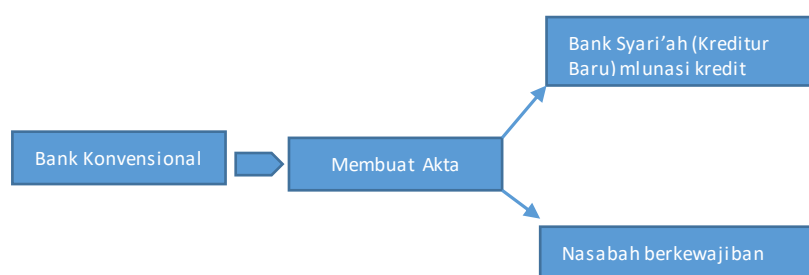 Bank Syari’ah (Kreditur
Baru) mlunasi kredit
Bank Konvensional
Membuat Akta
Nasabah berkewajiban